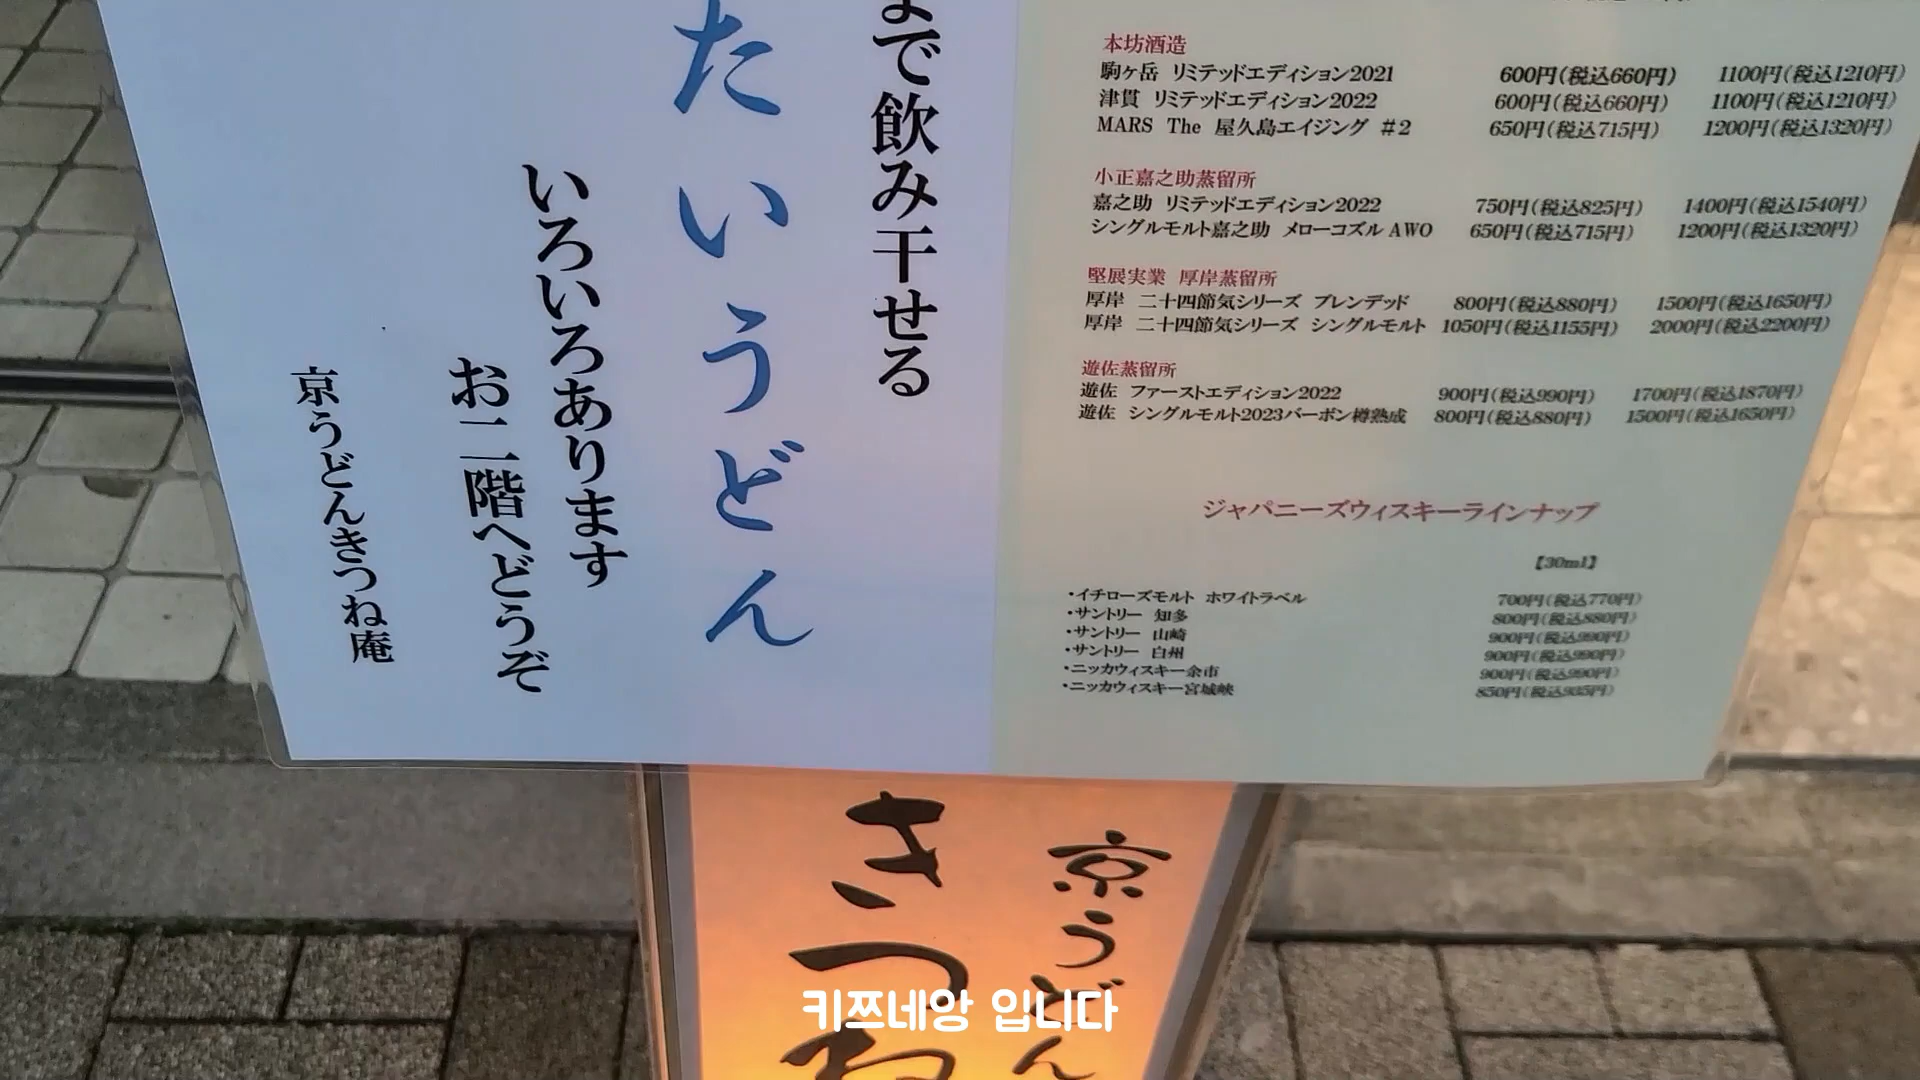 まで飲み干せる
たいうどん
いろいろあります
お二階へどうぞ
京うどんきつね庵
本坊酒造
駒ヶ岳 リミテッドエディション2021 600円(税込660円) 1100円(税込1210円)
津貫 リミテッドエディション2022 600円(税込660円) 1100円(税込1210円)
MARS The 屋久島エイジング #2 650円(税込715円) 1200円(税込1320円)
小正嘉之助蒸留所
嘉之助 リミテッドエディション2022 750円(税込825円) 1400円(税込1540円)
シングルモルト嘉之助 メローコズル AWO 650円(税込715円) 1200円(税込1320円)
堅展実業 厚岸蒸留所
厚岸 二十四節気シリーズ ブレンデッド 800円(税込880円) 1500円(税込1650円)
厚岸 二十四節気シリーズ シングルモルト 1050円(税込1155円) 2000円(税込2200円)
遊佐蒸留所
遊佐 ファーストエディション2022 900円(税込990円) 1700円(税込1870円)
遊佐 シングルモルト2023バーボン樽熟成 800円(税込880円) 1500円(税込1650円)
ジャパニーズウィスキーラインナップ
【30ml】
・イチローズモルト ホワイトラベル 700円(税込770円)
・サントリー 知多 800円(税込880円)
・サントリー 山崎 900円(税込990円)
・サントリー 白州 900円(税込990円)
・ニッカウィスキー余市 900円(税込990円)
・ニッカウィスキー宮城峡 850円(税込935円)
京うどん
きつね
키쯔네앙 입니다